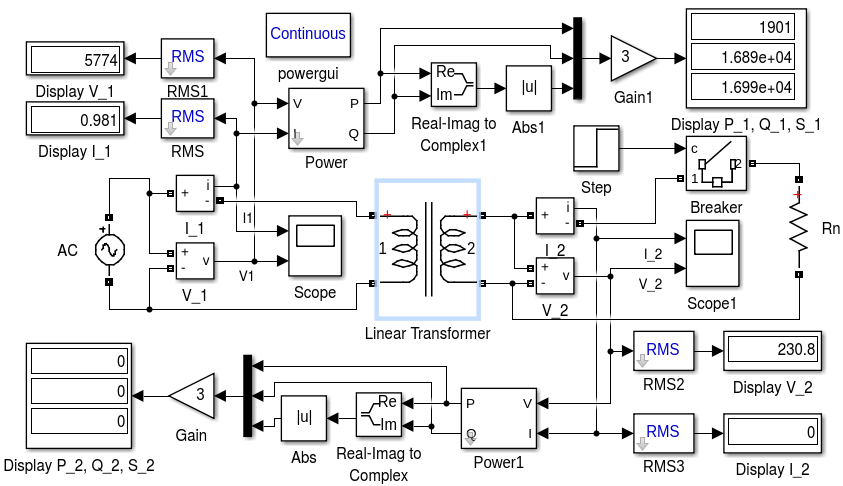 5774
Display V_1
0.981
Display I_1
RMS
RMS1
RMS
RMS
Continuous
powergui
V
I
P
Q
Power
Re
Im
Real-Imag to
Complex1
|u|
Abs1
3
Gain1
1901
1.689e+04
1.699e+04
Display P_1, Q_1, S_1
Step
c
1
2
Breaker
Rn
AC
+
+
i
-
I_1
+
-
v
V_1
I1
V1
Scope
+
1
+
2
Linear Transformer
+
i
-
I_2
+
-
v
V_2
I_2
V_2
Scope1
+
0
0
0
Display P_2, Q_2, S_2
3
Gain
|u|
Abs
Re
Im
Real-Imag to
Complex
P
Q
V
I
Power1
RMS
RMS2
230.8
Display V_2
RMS
RMS3
0
Display I_2